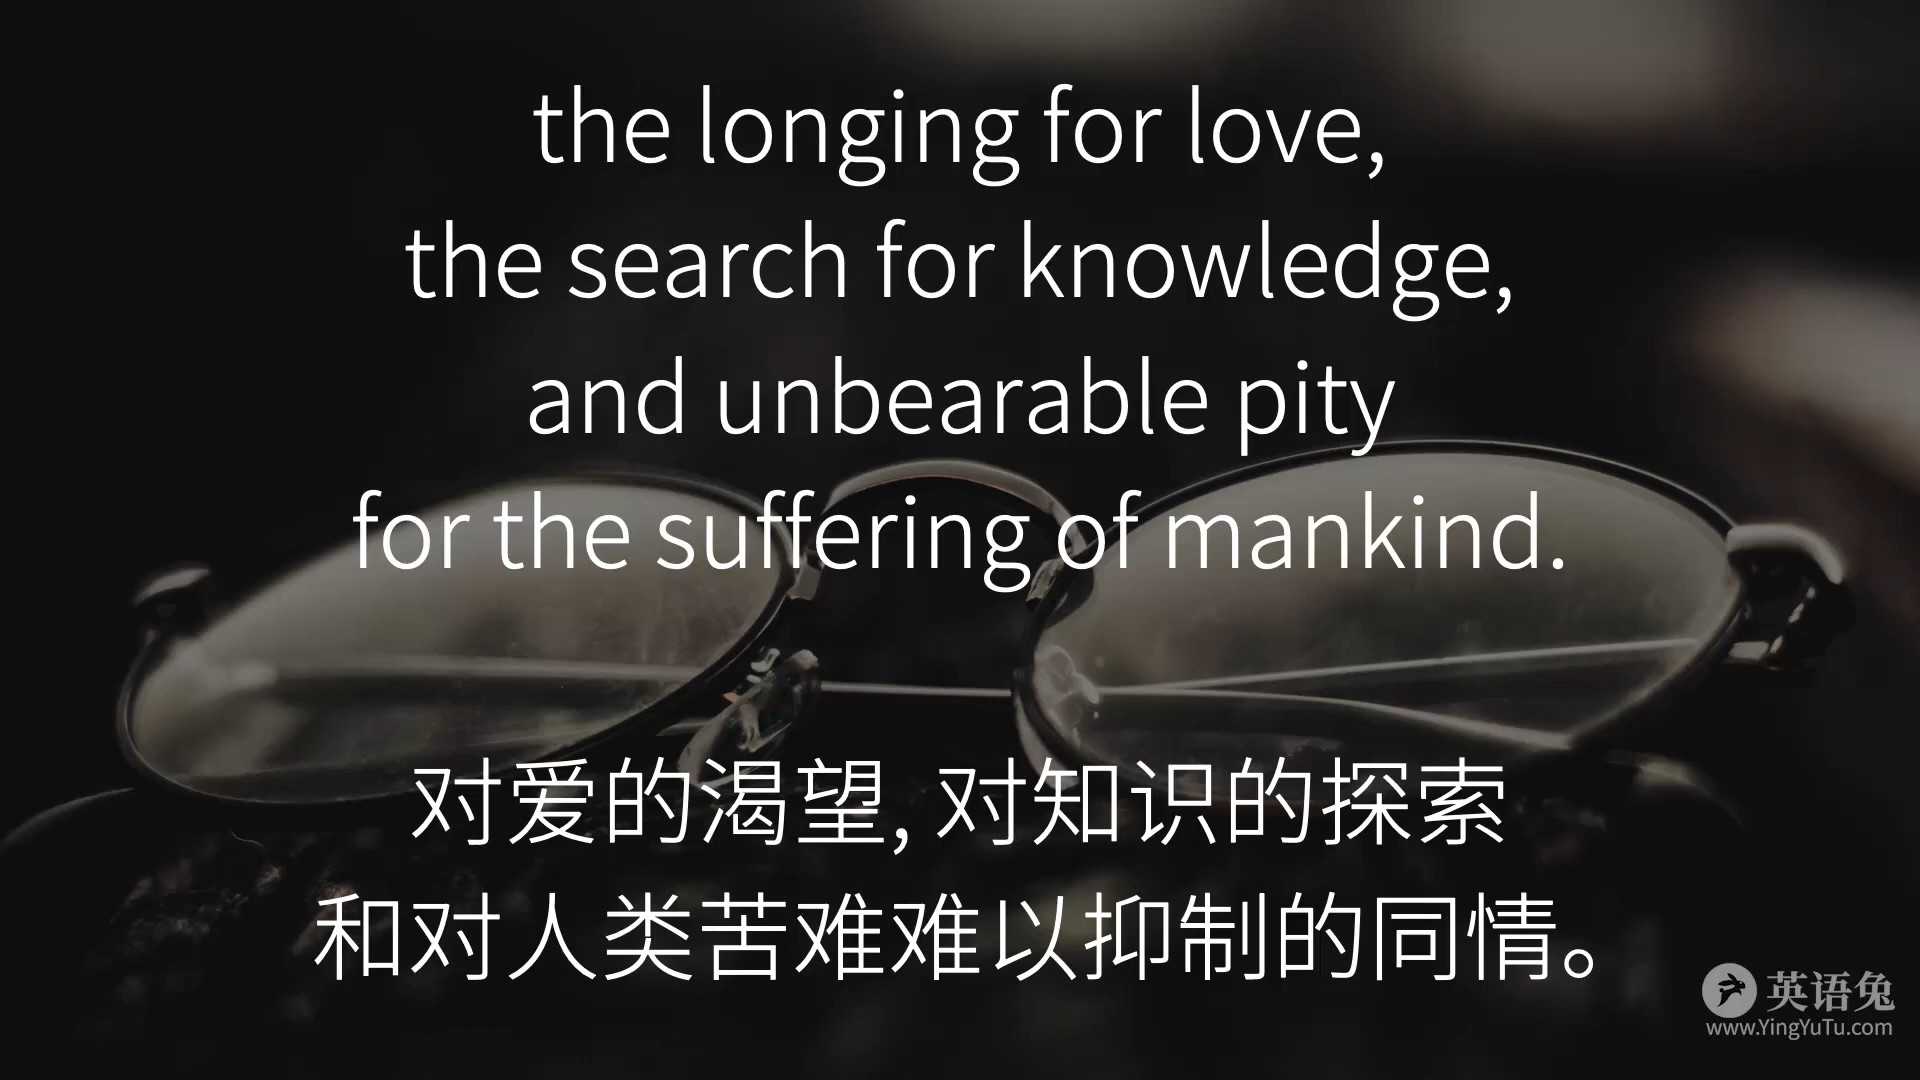 the longing for love,
the search for knowledge,
and unbearable pity
for the suffering of mankind.
对爱的渴望, 对知识的探索
和对人类苦难难以抑制的同情。
英语兔
www.YingYuTu.com